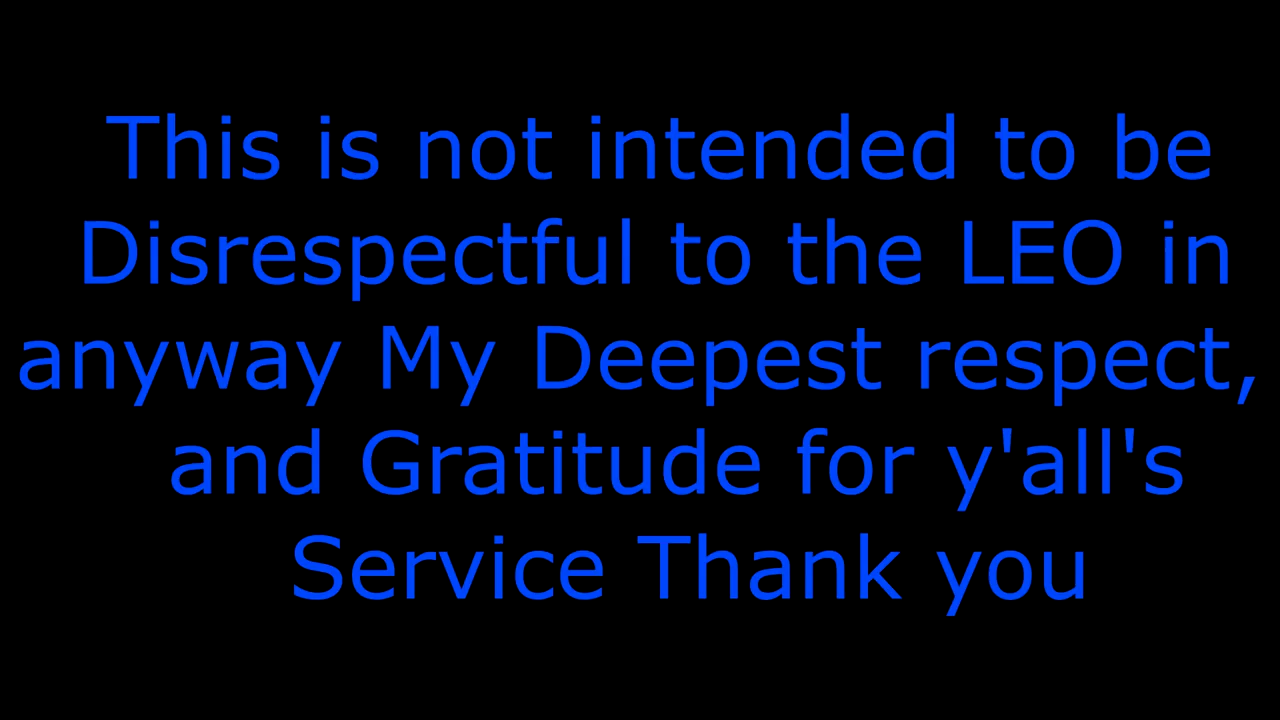 This is not intended to be
Disrespectful to the LEO in
anyway My Deepest respect,
and Gratitude for y'all's
Service Thank you